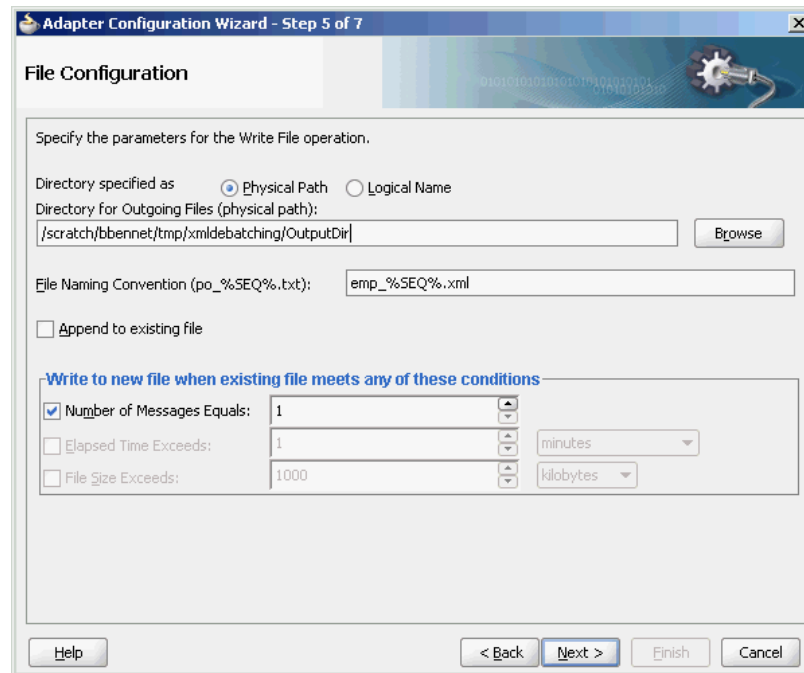 Adapter Configuration Wizard - Step 5 of 7
File Configuration
Specify the parameters for the Write File operation.
Directory specified as Physical Path Logical Name
Directory for Outgoing Files (physical path):
/scratch/bbennet/tmp/xmldebatching/OutputDir Browse
File Naming Convention (po_%SEQ%.txt): emp_%SEQ%.xml
Append to existing file
Write to new file when existing file meets any of these conditions
Number of Messages Equals: 1
Elapsed Time Exceeds: 1 minutes
File Size Exceeds: 1000 kilobytes
Help < Back Next > Finish Cancel